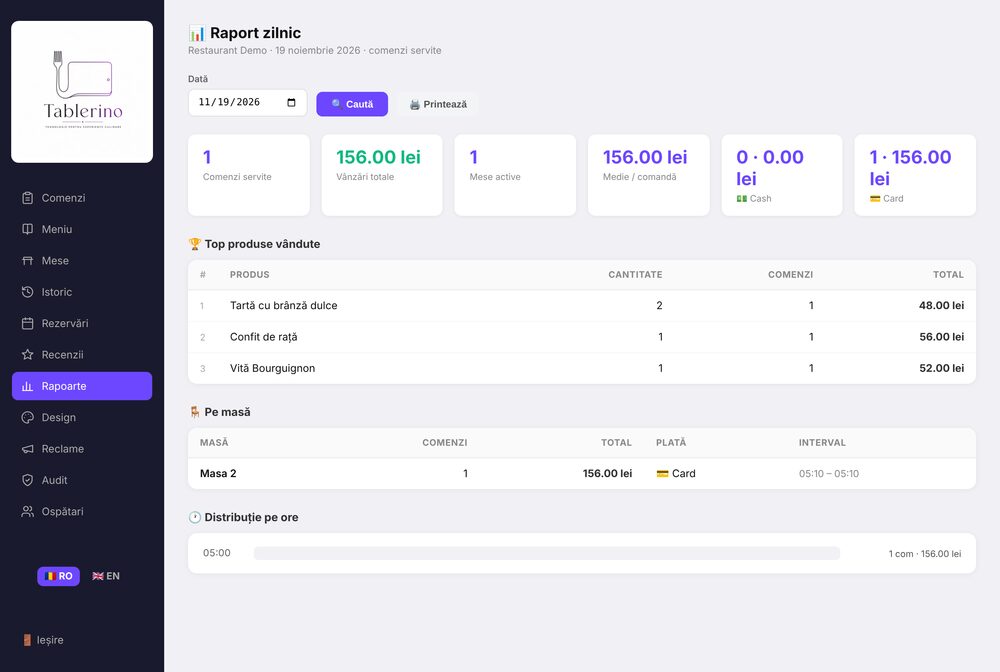 Tablerino
Comenzi
Meniu
Mese
Istoric
Rezervări
Recenzii
Rapoarte
Design
Reclame
Audit
Ospătari
🇷🇴 RO 🇬🇧 EN
🚪 Ieșire
📊 Raport zilnic
Restaurant Demo · 19 noiembrie 2026 · comenzi servite
Dată
11/19/2026
🔍 Caută
🖨️ Printează
1
Comenzi servite
156.00 lei
Vânzări totale
1
Mese active
156.00 lei
Medie / comandă
0 · 0.00
lei
💵 Cash
1 · 156.00
lei
💳 Card
🏆 Top produse vândute
# PRODUS CANTITATE COMENZI TOTAL
1 Tartă cu brânză dulce 2 1 48.00 lei
2 Confit de rață 1 1 56.00 lei
3 Vită Bourguignon 1 1 52.00 lei
🪑 Pe masă
MASĂ COMENZI TOTAL PLATĂ INTERVAL
Masa 2 1 156.00 lei 💳 Card 05:10 – 05:10
🕐 Distribuție pe ore
05:00 1 com · 156.00 lei